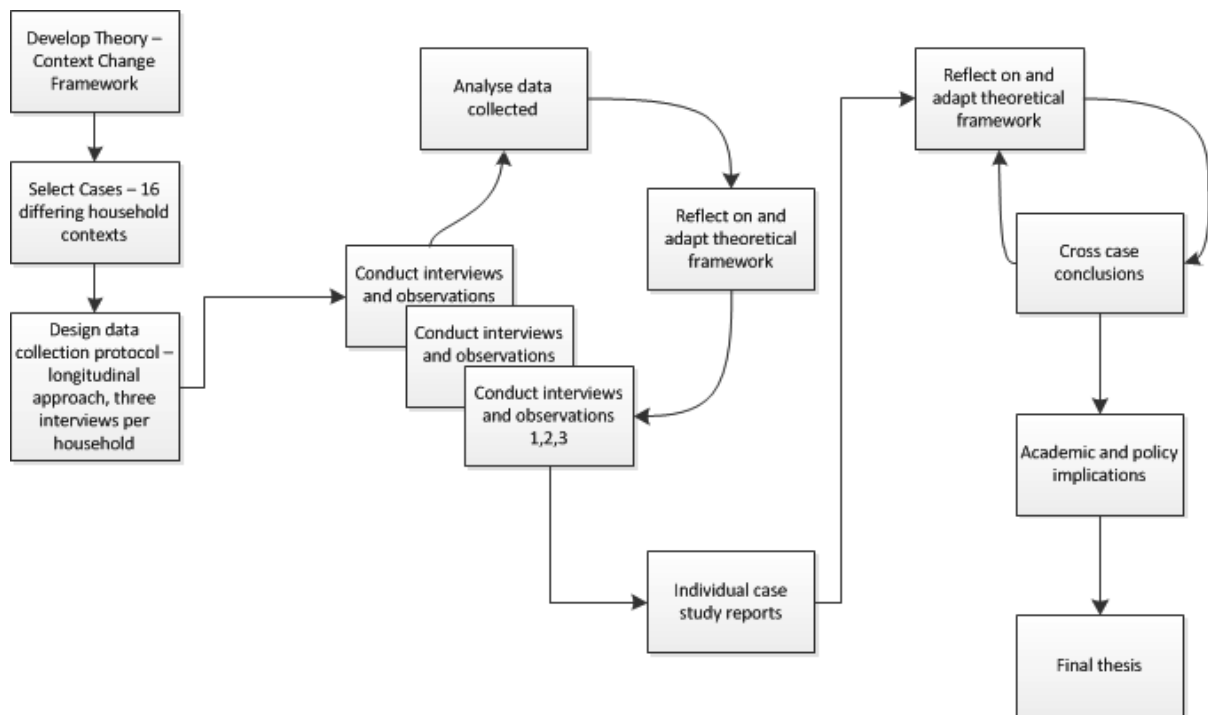 Develop Theory –
Context Change
Framework
Select Cases – 16
differing household
contexts
Design data
collection protocol –
longitudinal
approach, three
interviews per
household
Analyse data
collected
Reflect on and
adapt theoretical
framework
Conduct interviews
and observations
Conduct interviews
and observations
Conduct interviews
and observations
1,2,3
Individual case
study reports
Reflect on and
adapt theoretical
framework
Cross case
conclusions
Academic and policy
implications
Final thesis